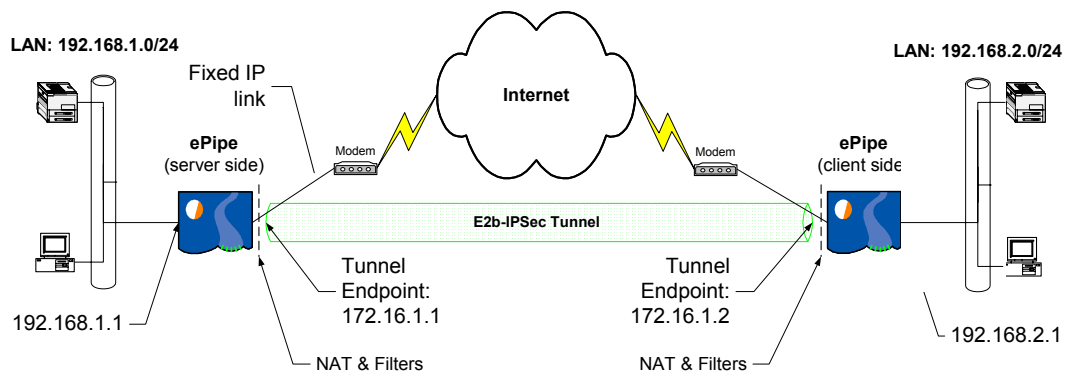 LAN: 192.168.1.0/24
LAN: 192.168.2.0/24
Fixed IP
link
Internet
ePipe
(server side)
Modem
Modem
ePipe
(client side
E2b-IPSec Tunnel
Tunnel
Endpoint:
172.16.1.1
Tunnel
Endpoint:
172.16.1.2
192.168.1.1
192.168.2.1
NAT & Filters
NAT & Filters